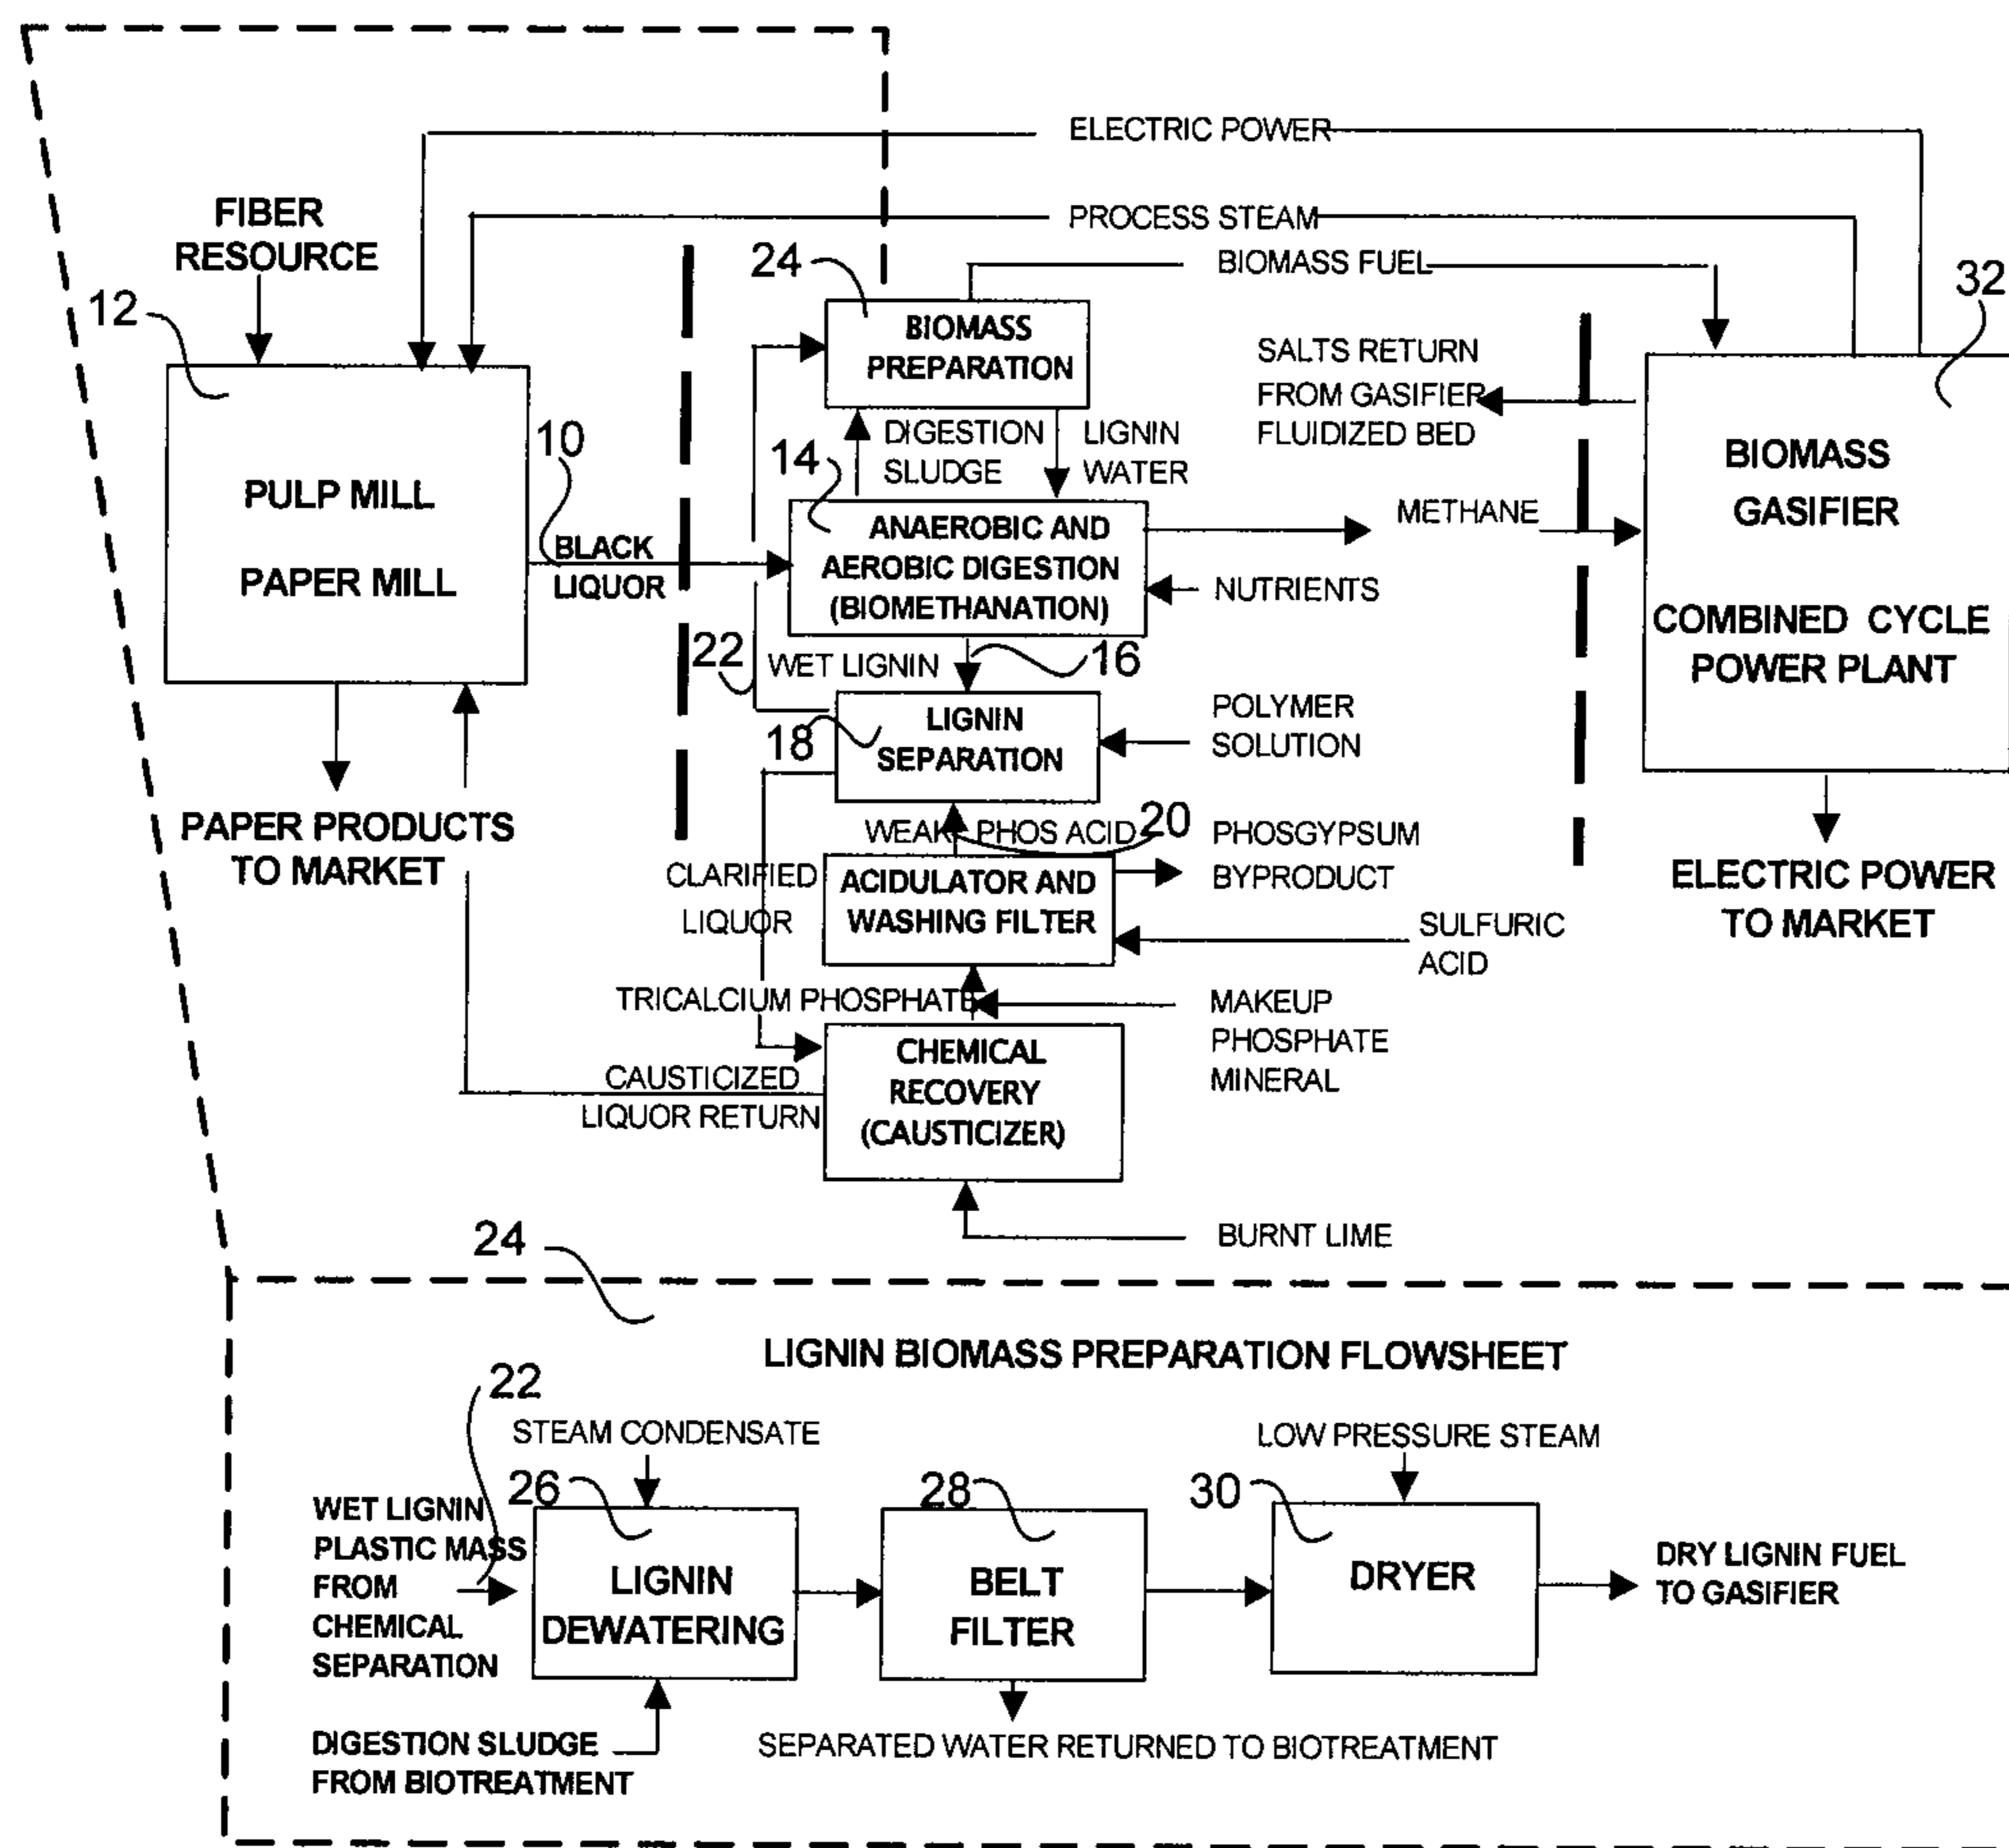 ELECTRIC POWER
PROCESS STEAM
BIOMASS FUEL
FIBER
RESOURCE
12
24
32
BIOMASS
PREPARATION
SALTS RETURN
FROM GASIFIER
FLUIDIZED BED
10
14
DIGESTION
SLUDGE
LIGNIN
WATER
PULP MILL
PAPER MILL
BLACK
LIQUOR
ANAEROBIC AND
AEROBIC DIGESTION
(BIOMETHANATION)
METHANE
NUTRIENTS
BIOMASS
GASIFIER
COMBINED CYCLE
POWER PLANT
22
WET LIGNIN
16
18
LIGNIN
SEPARATION
POLYMER
SOLUTION
PAPER PRODUCTS
TO MARKET
WEAK PHOS ACID
20
PHOSGYPSUM
BYPRODUCT
CLARIFIED
LIQUOR
ACIDULATOR AND
WASHING FILTER
ELECTRIC POWER
TO MARKET
SULFURIC
ACID
TRICALCIUM PHOSPHATE
MAKEUP
PHOSPHATE
MINERAL
CHEMICAL
RECOVERY
(CAUSTICIZER)
CAUSTICIZED
LIQUOR RETURN
BURNT LIME
24
LIGNIN BIOMASS PREPARATION FLOWSHEET
22
STEAM CONDENSATE
LOW PRESSURE STEAM
26
28
30
WET LIGNIN
PLASTIC MASS
FROM
CHEMICAL
SEPARATION
LIGNIN
DEWATERING
BELT
FILTER
DRYER
DRY LIGNIN FUEL
TO GASIFIER
DIGESTION SLUDGE
FROM BIOTREATMENT
SEPARATED WATER RETURNED TO BIOTREATMENT